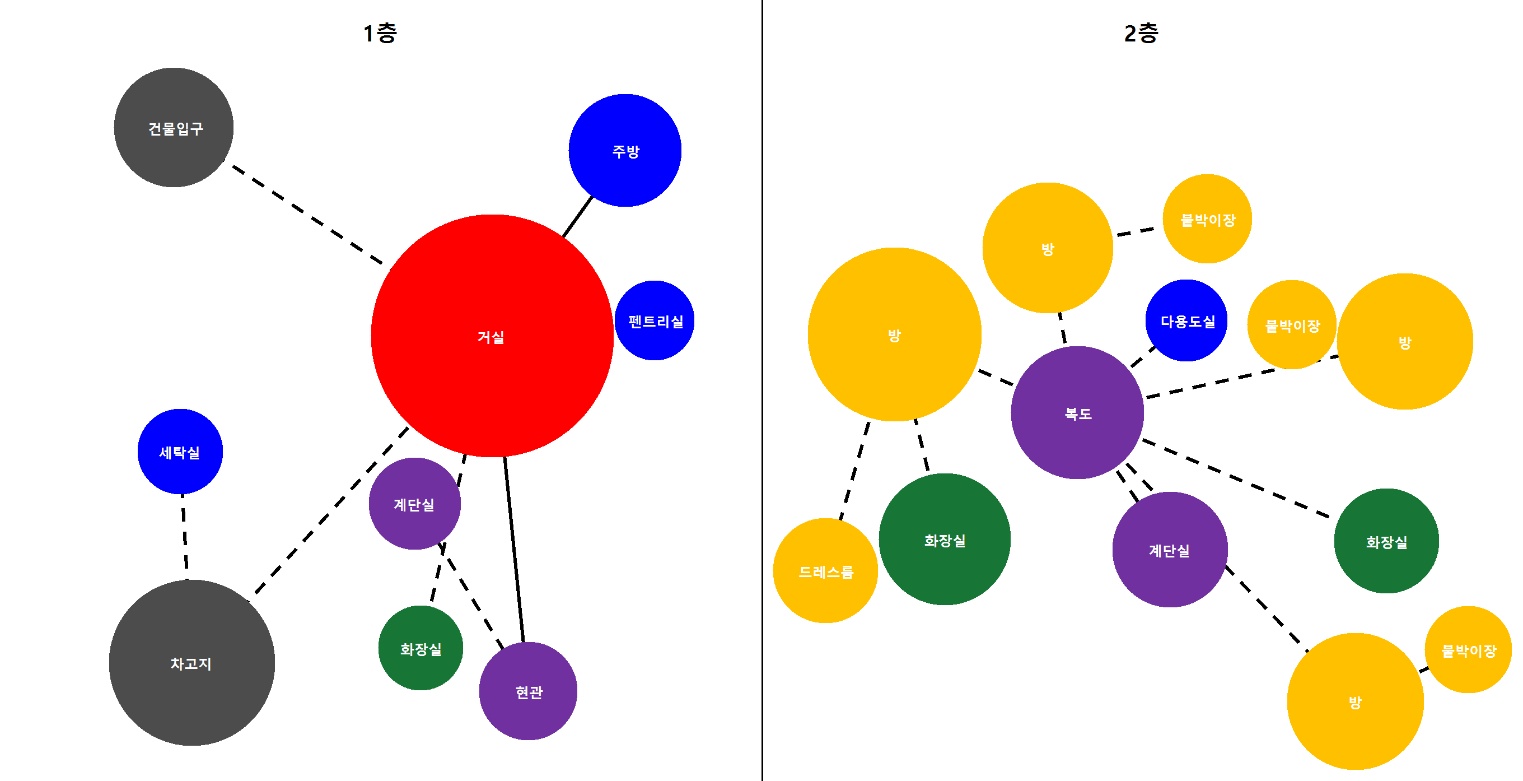 1층
건물입구
주방
펜트리실
거실
세탁실
계단실
화장실
차고지
현관
2층
붙박이장
방
다용도실
붙박이장
방
방
복도
화장실
계단실
화장실
드레스룸
붙박이장
방